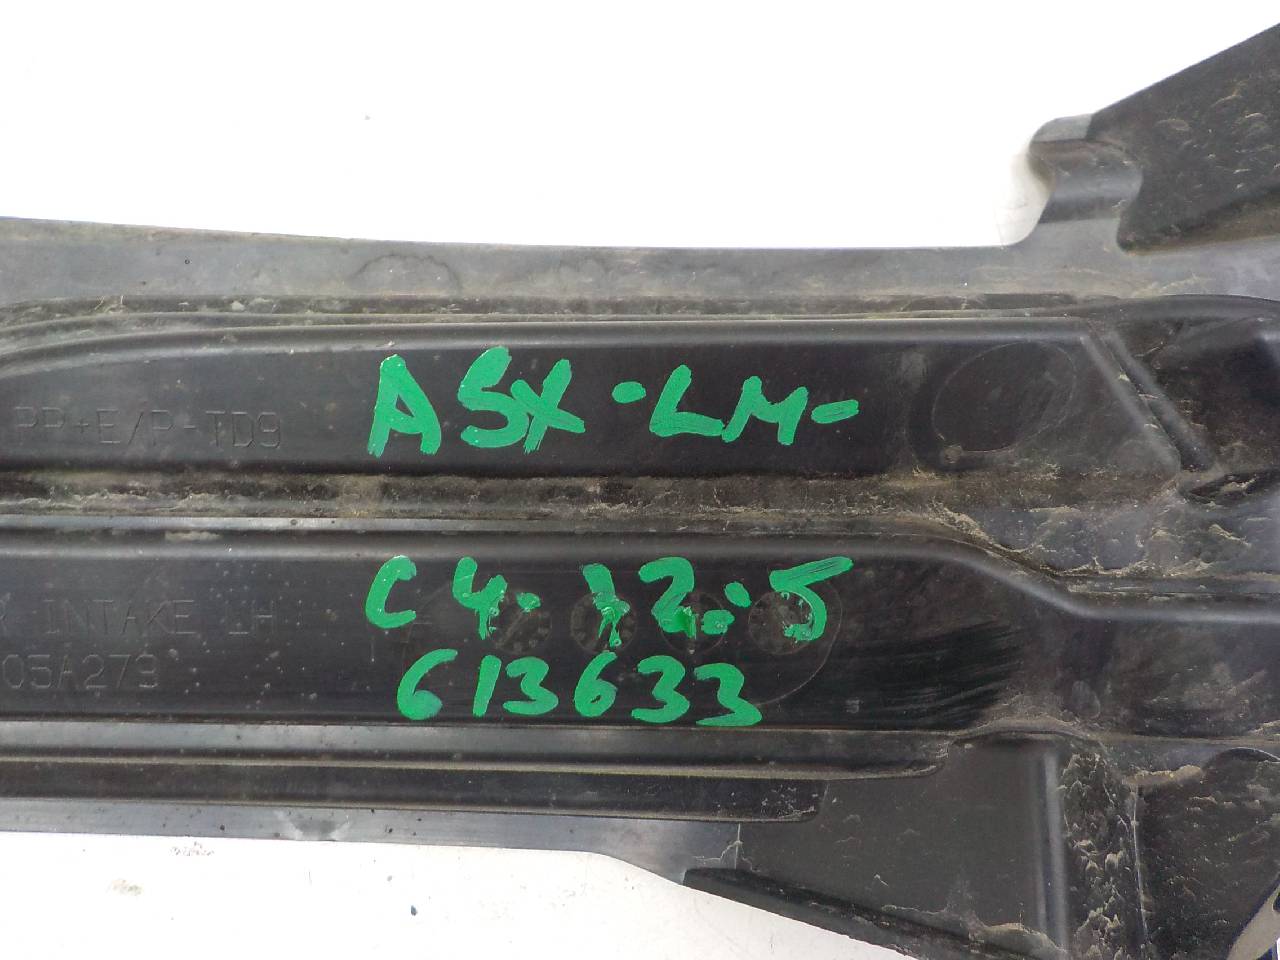 PP+E/P-TD9
ASX-LM-
INTAKE LH
05A279
C4.12.5
613633